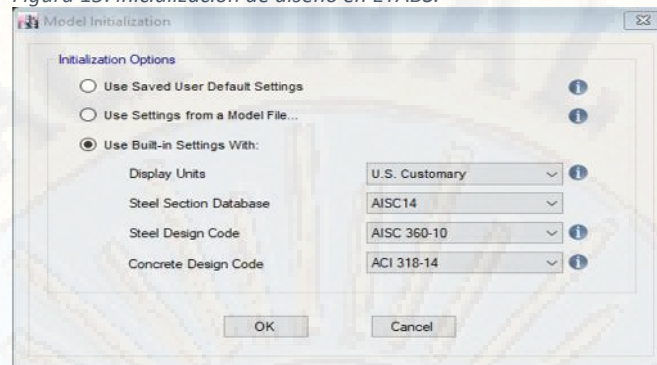 Figura 15: Inicialización de diseño en ETABS.
Model Initialization
Initialization Options
Use Saved User Default Settings
Use Settings from a Model File...
Use Built-in Settings With:
Display Units U.S. Customary
Steel Section Database AISC14
Steel Design Code AISC 360-10
Concrete Design Code ACI 318-14
OK Cancel